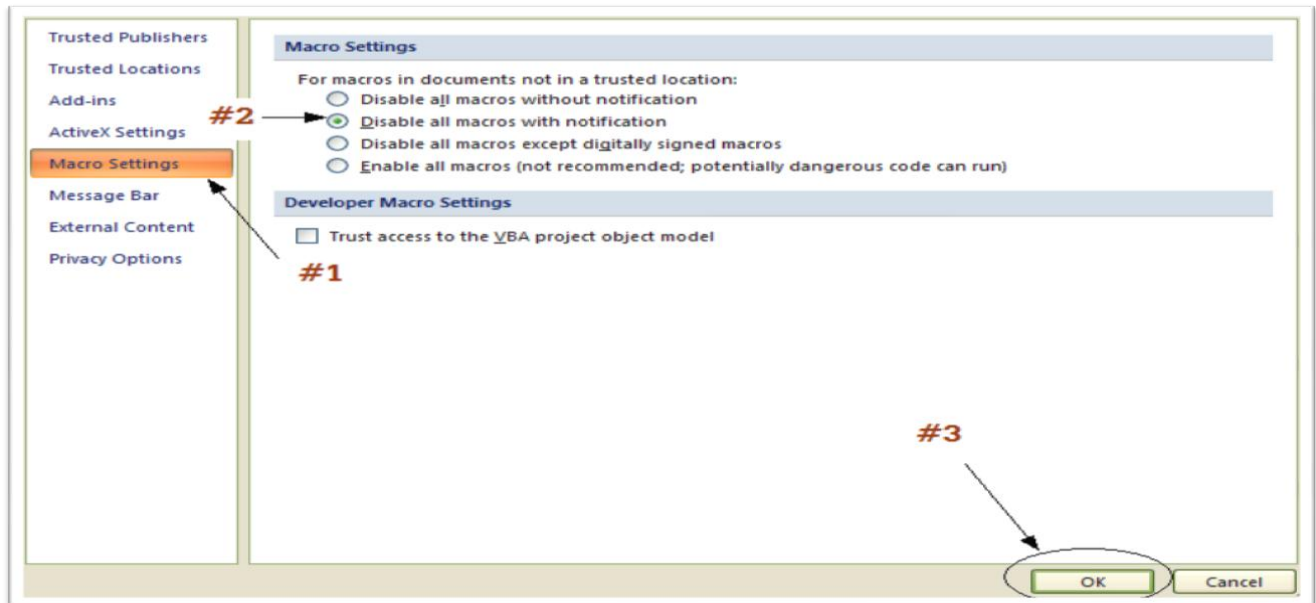 Trusted Publishers
Trusted Locations
Add-ins
ActiveX Settings
Macro Settings
Message Bar
External Content
Privacy Options
Macro Settings
For macros in documents not in a trusted location:
Disable all macros without notification
#2
Disable all macros with notification
Disable all macros except digitally signed macros
Enable all macros (not recommended; potentially dangerous code can run)
Developer Macro Settings
Trust access to the VBA project object model
#1
#3
OK
Cancel